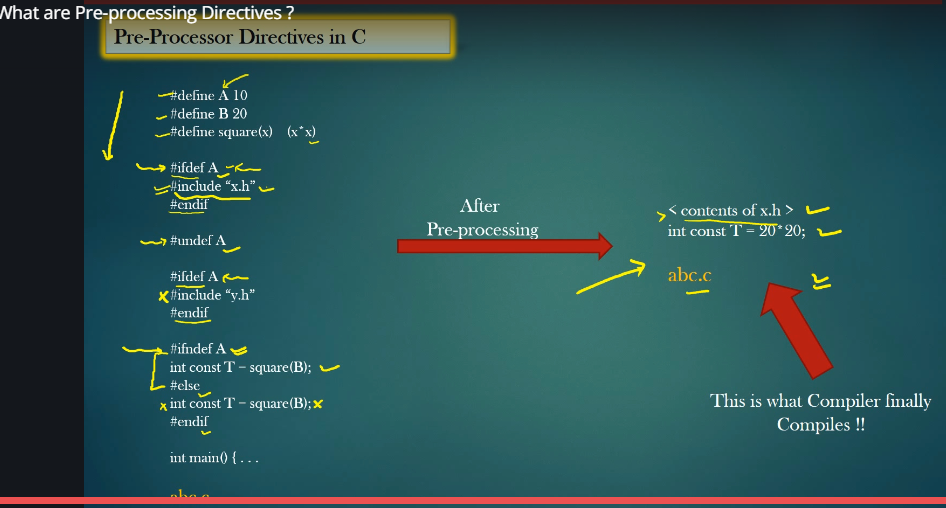 What are Pre-processing Directives ?
Pre-Processor Directives in C
#define A 10
#define B 20
#define square(x) (x*x)
#ifdef A
#include “x.h”
#endif
#undef A
#ifdef A
#include “y.h”
#endif
#ifndef A
int const T – square(B);
#else
int const T – square(B);
#endif
int main() { . . .
abc.c
After
Pre-processing
< contents of x.h >
int const T = 20*20;
abc.c
This is what Compiler finally
Compiles !!